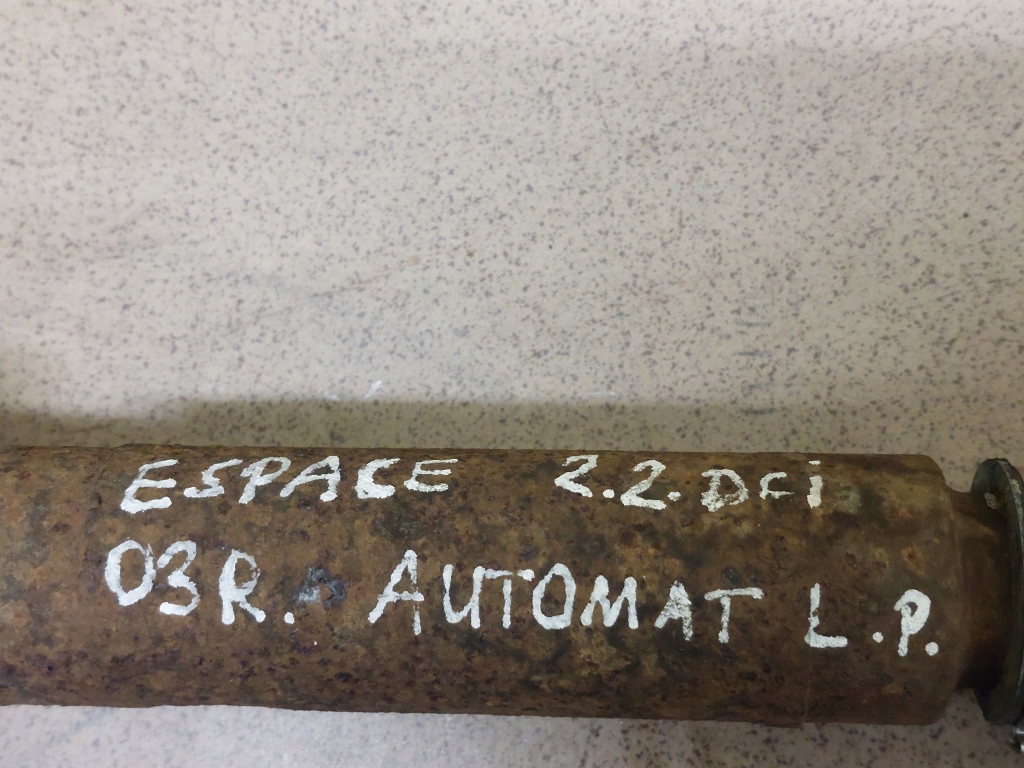 ESPACE 2.2.DCi
03R. AUTOMAT L.P.